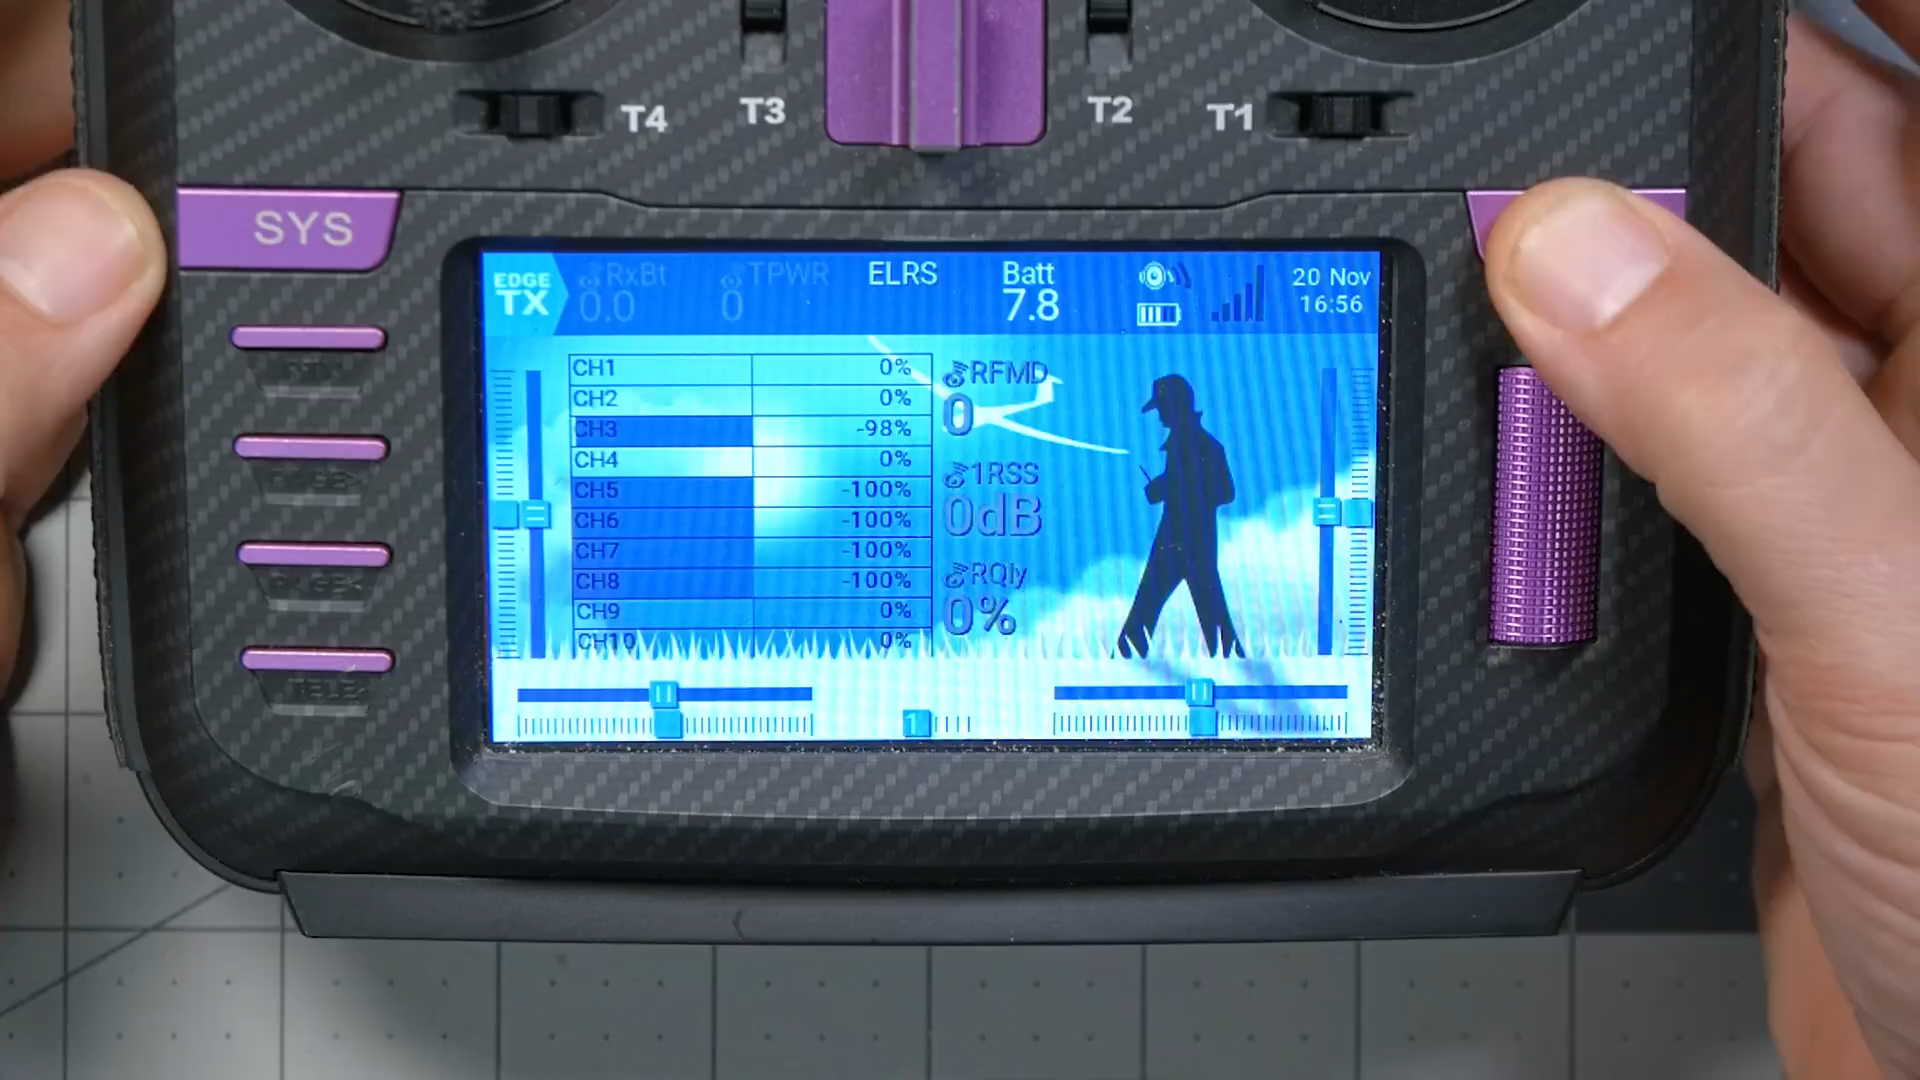 T4 T3 T2 T1
SYS
EDGE TX
RxBt 0.0
TPWR 0
ELRS
Batt 7.8
20 Nov
16:56
CH1 0%
CH2 0%
CH3 -98%
CH4 0%
CH5 -100%
CH6 -100%
CH7 -100%
CH8 -100%
CH9 0%
CH10 0%
RFMD
0
1RSS
0dB
RQly
0%
1
TELE